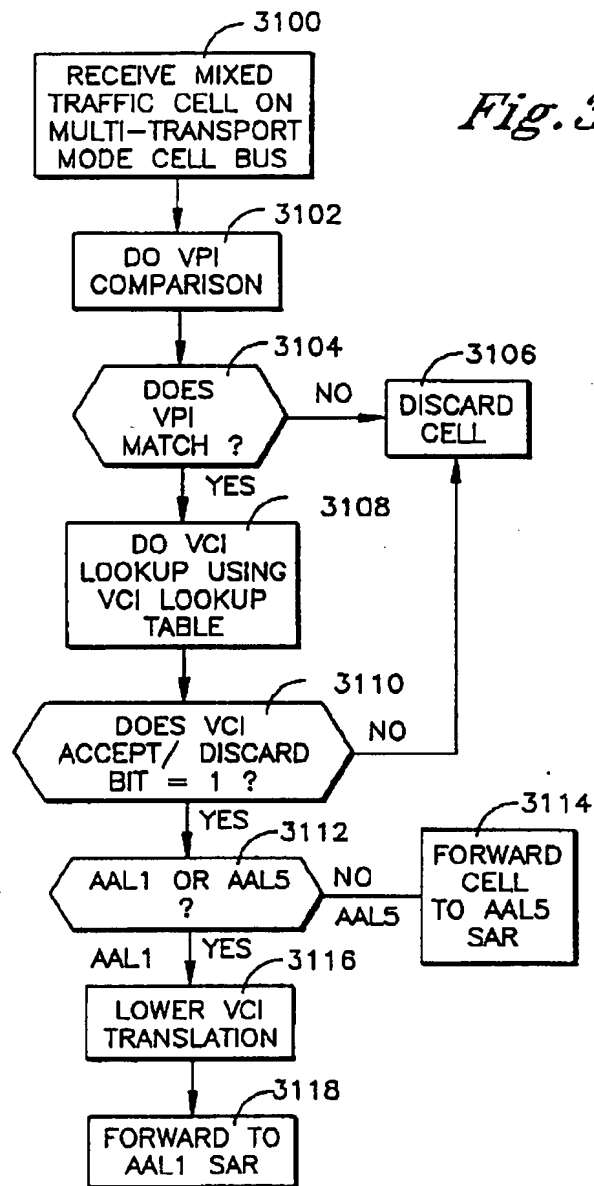 3100
RECEIVE MIXED
TRAFFIC CELL ON
MULTI-TRANSPORT
MODE CELL BUS
Fig.3
3102
DO VPI
COMPARISON
3104
DOES
VPI
MATCH ?
NO
3106
DISCARD
CELL
YES
3108
DO VCI
LOOKUP USING
VCI LOOKUP
TABLE
3110
DOES VCI
ACCEPT/ DISCARD
BIT = 1 ?
NO
YES
3112
AAL1 OR AAL5
?
NO
AAL5
3114
FORWARD
CELL
TO AAL5
SAR
AAL1
YES
3116
LOWER VCI
TRANSLATION
3118
FORWARD TO
AAL1 SAR